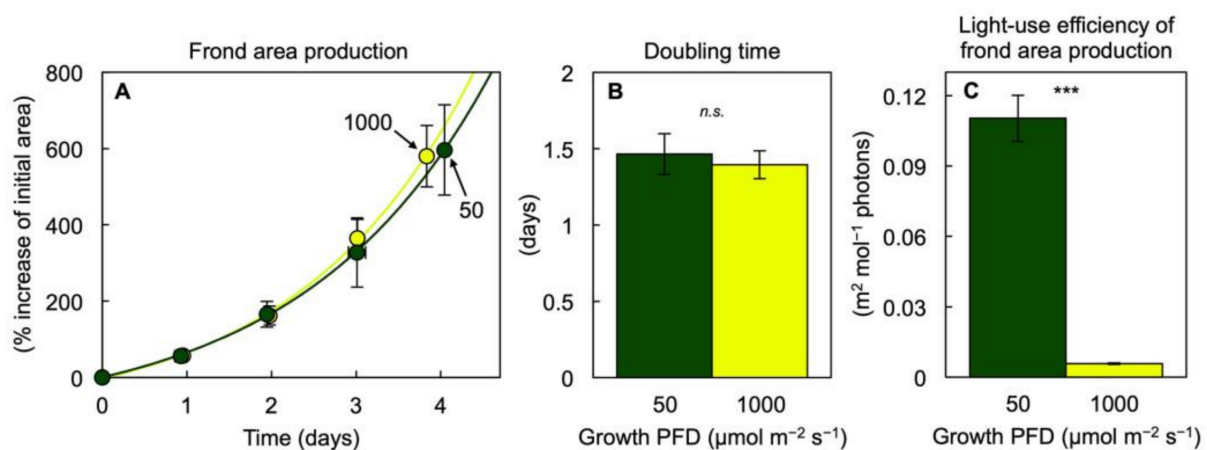 Frond area production
A
(% increase of initial area)
800
600
400
200
0
1000
50
0 1 2 3 4
Time (days)
Doubling time
B
n.s.
(days)
2
1.5
1
0.5
0
50 1000
Growth PFD (µmol m⁻² s⁻¹)
Light-use efficiency of
frond area production
C
***
(m² mol⁻¹ photons)
0.12
0.09
0.06
0.03
0
50 1000
Growth PFD (µmol m⁻² s⁻¹)